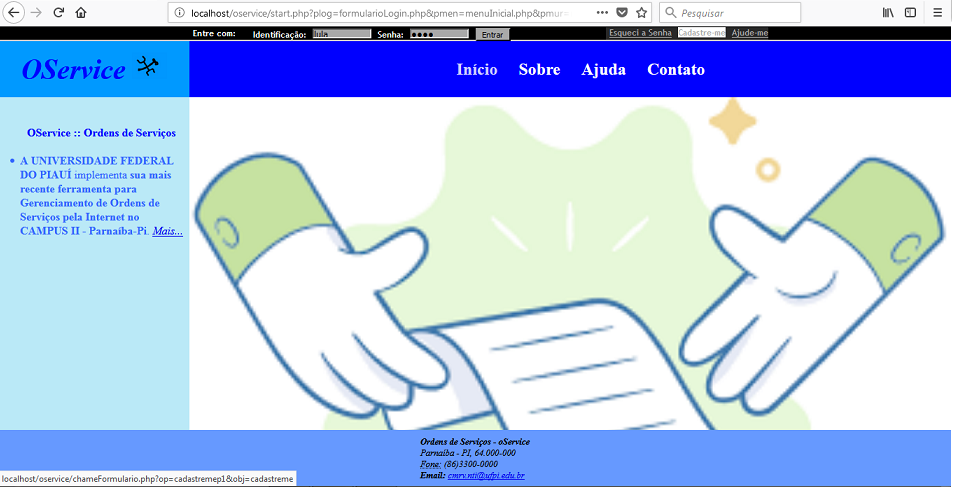 localhost/oservice/start.php?plog=formularioLogin.php&pmen=menuInicial.php&pmur=
Pesquisar
Entre com: Identificação: lula Senha: ●●●● Entrar Esqueci a Senha Cadastre-me Ajude-me
OService
Início Sobre Ajuda Contato
OService :: Ordens de Serviços
A UNIVERSIDADE FEDERAL
DO PIAUÍ implementa sua mais
recente ferramenta para
Gerenciamento de Ordens de
Serviços pela Internet no
CAMPUS II - Parnaíba-Pi. Mais...
Ordens de Serviços - oService
Parnaíba - PI, 64.000-000
Fone: (86)3300-0000
Email: cmrv.nti@ufpi.edu.br
localhost/oservice/chameFormulario.php?op=cadastremep1&obj=cadastreme